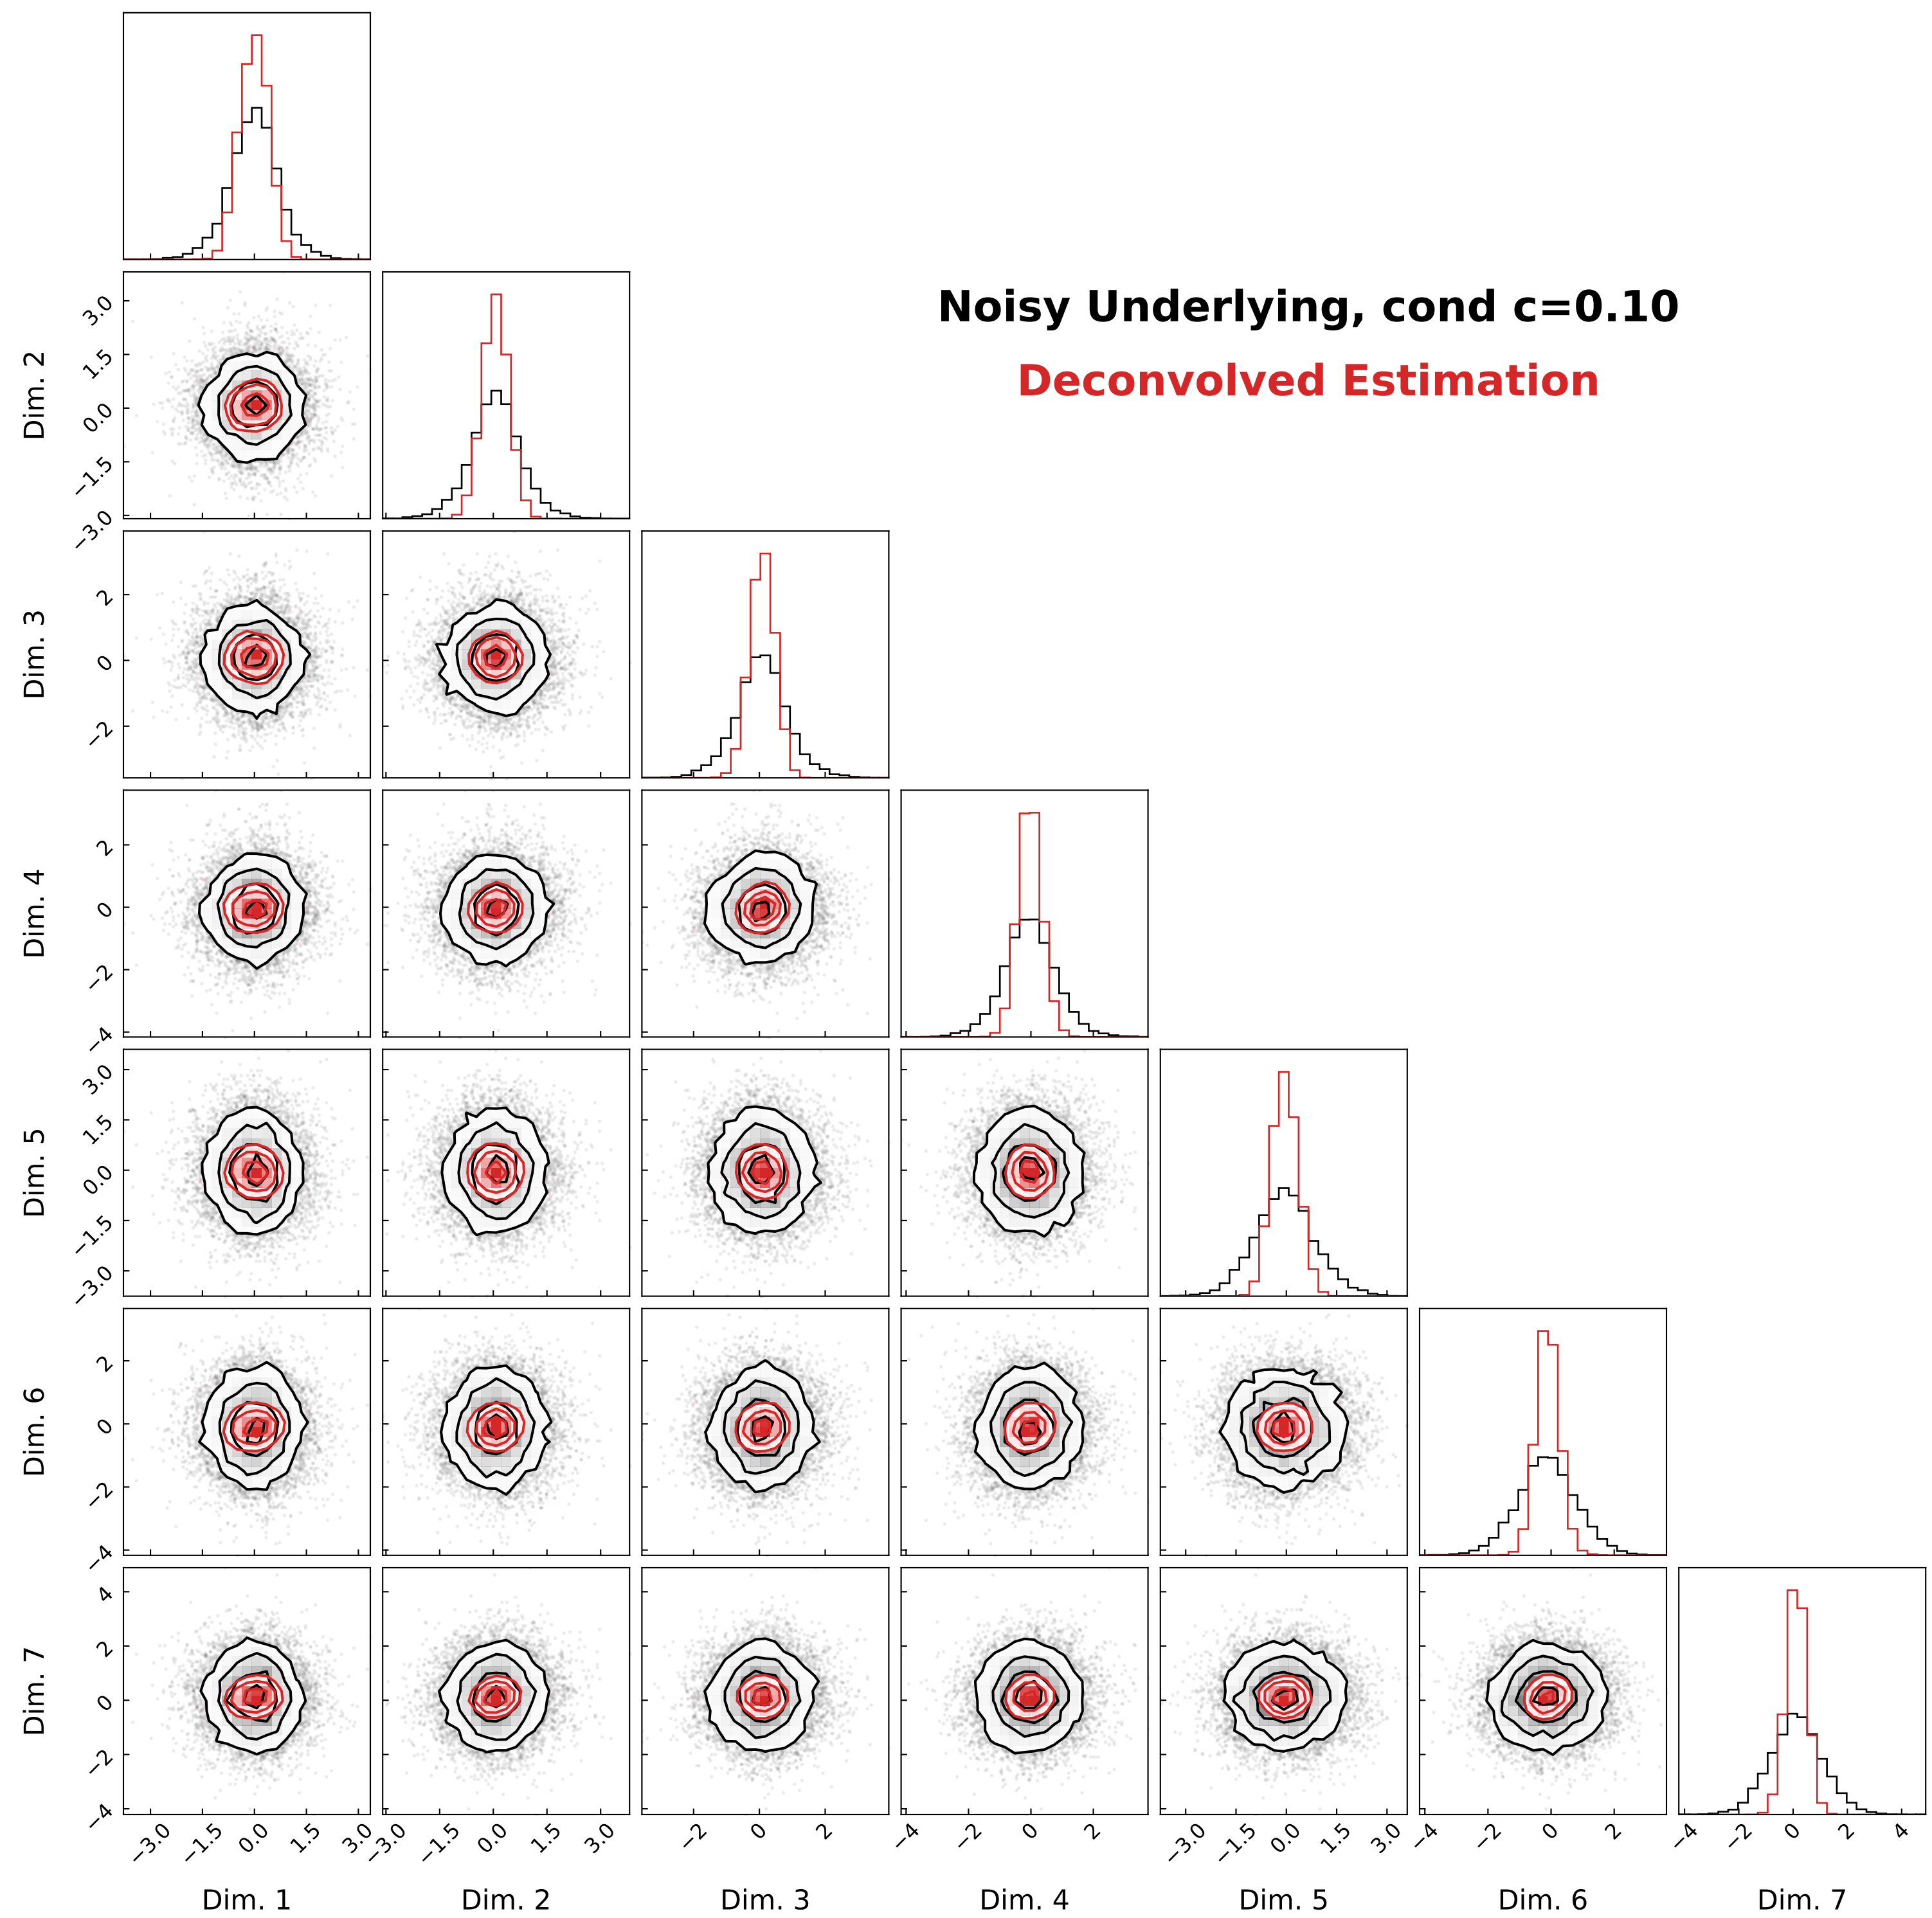 Noisy Underlying, cond c=0.10
Deconvolved Estimation
Dim. 2
3.0
1.5
0.0
−1.5
−3.0
Dim. 3
2
0
−2
Dim. 4
2
0
−2
−4
Dim. 5
3.0
1.5
0.0
−1.5
−3.0
Dim. 6
2
0
−2
−4
Dim. 7
4
2
0
−2
−4
−3.0 −1.5 0.0 1.5 3.0 −3.0 −1.5 0.0 1.5 3.0 −2 0 2 −4 −2 0 2 −3.0 −1.5 0.0 1.5 3.0 −4 −2 0 2 −4 −2 0 2 4
Dim. 1 Dim. 2 Dim. 3 Dim. 4 Dim. 5 Dim. 6 Dim. 7